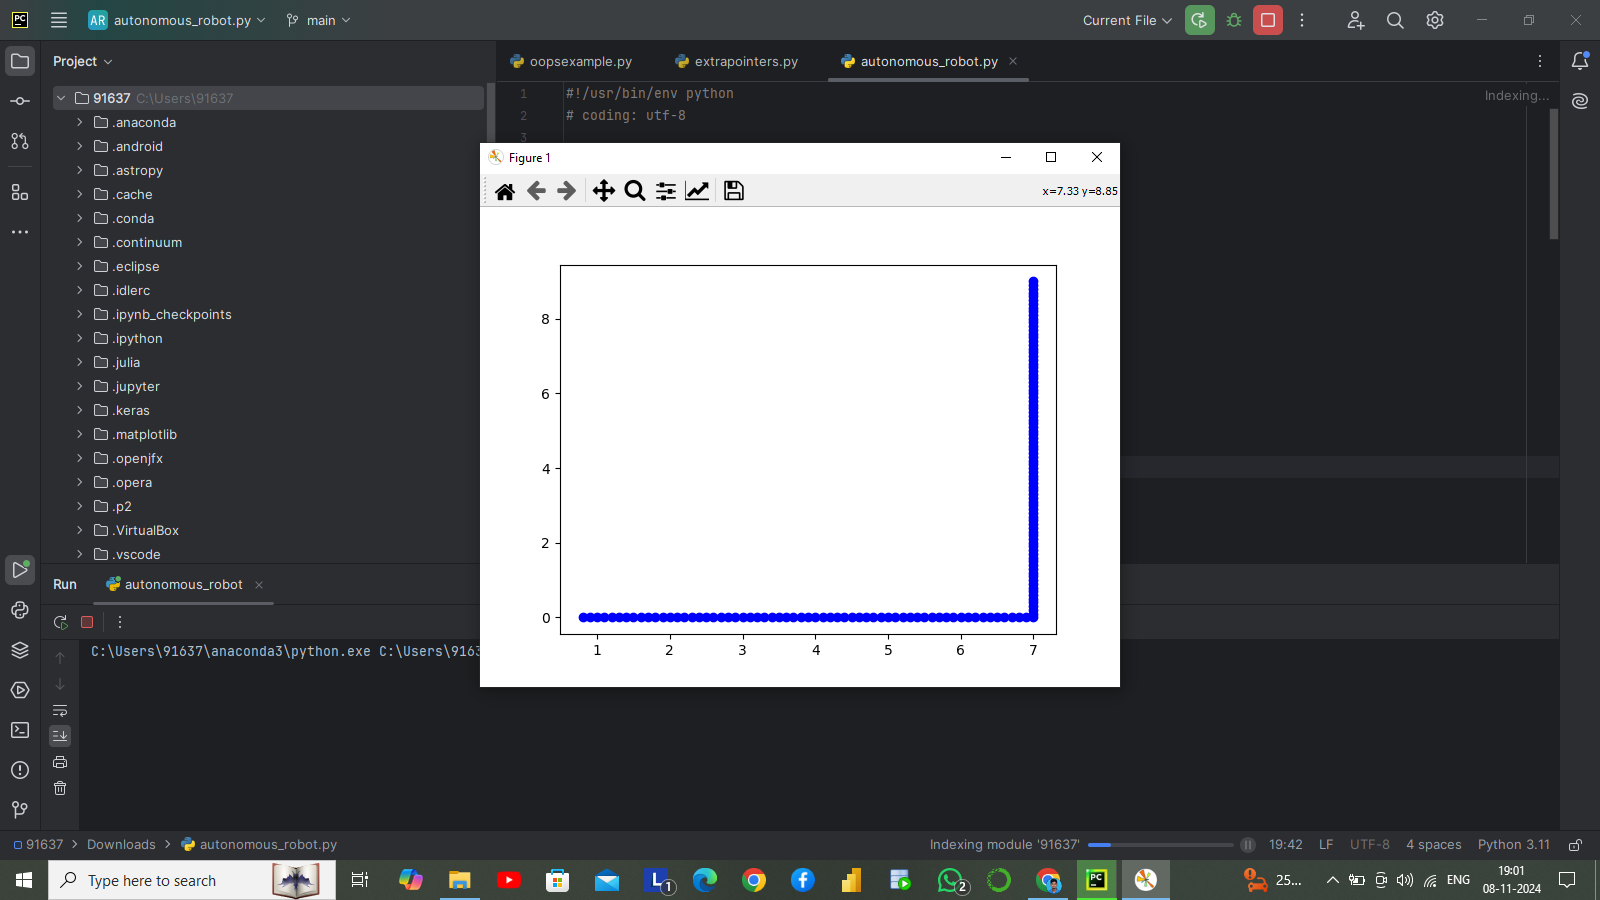 PC
AR autonomous_robot.py
main
Current File
Project
oopsexample.py
extrapointers.py
autonomous_robot.py
91637 C:\Users\91637
.anaconda
.android
.astropy
.cache
.conda
.continuum
.eclipse
.idlerc
.ipynb_checkpoints
.ipython
.julia
.jupyter
.keras
.matplotlib
.openjfx
.opera
.p2
.VirtualBox
.vscode
1 #!/usr/bin/env python
2 # coding: utf-8
3
Indexing...
Figure 1
x=7.33 y=8.85
8
6
4
2
0
1 2 3 4 5 6 7
Run autonomous_robot
C:\Users\91637\anaconda3\python.exe C:\Users\9163
91637 > Downloads > autonomous_robot.py
Indexing module '91637'
19:42 LF UTF-8 4 spaces Python 3.11
Type here to search
L 1
2
PC
25...
ENG
19:01
08-11-2024